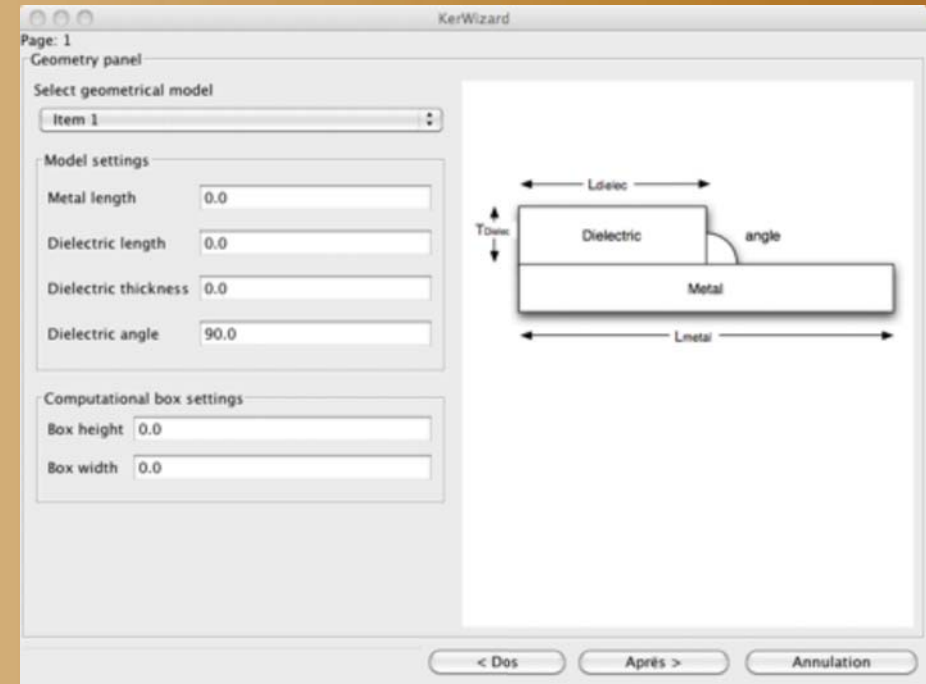 KerWizard
Page: 1
Geometry panel
Select geometrical model
Item 1
Model settings
Metal length 0.0
Dielectric length 0.0
Dielectric thickness 0.0
Dielectric angle 90.0
Computational box settings
Box height 0.0
Box width 0.0
Ldielec
TDielec
Dielectric
angle
Metal
Lmetal
< Dos
Après >
Annulation